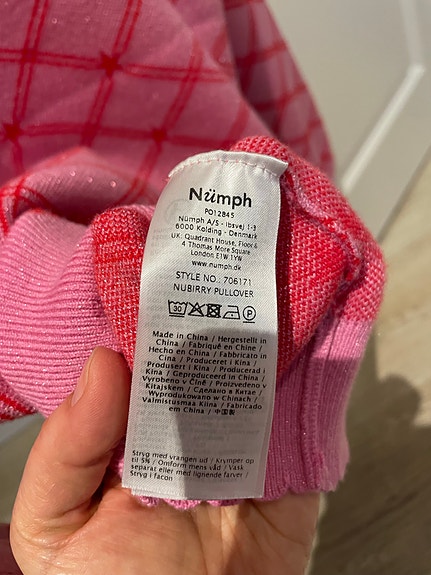 Nümph
PO12845
Nümph A/S - Ibsvej 1-3
6000 Kolding - Denmark
UK: Quadrant House, Floor 6
4 Thomas More Square
London E1W 1YW
www.numph.dk
STYLE NO.: 706171
NUBIRRY PULLOVER
30 P
Made in China / Hergestellt in
China / Fabriqué en Chine /
Hecho en China / Fabbricato in
Cina / Produceret i Kina /
Produsert i Kina / Producerad i
Kina / Geproduceerd in China /
Vyrobeno v Číně / Proizvedeno v
Kitajskem / Сделано в Китае /
Wyprodukowano w Chinach /
Valmistusmaa Kiina / Fabricado
em China / 中国製
Stryg med vrangen ud / Krymper op
til 5% / Omform mens våd / Vask
separat eller med lignende farver /
Stryg i facon